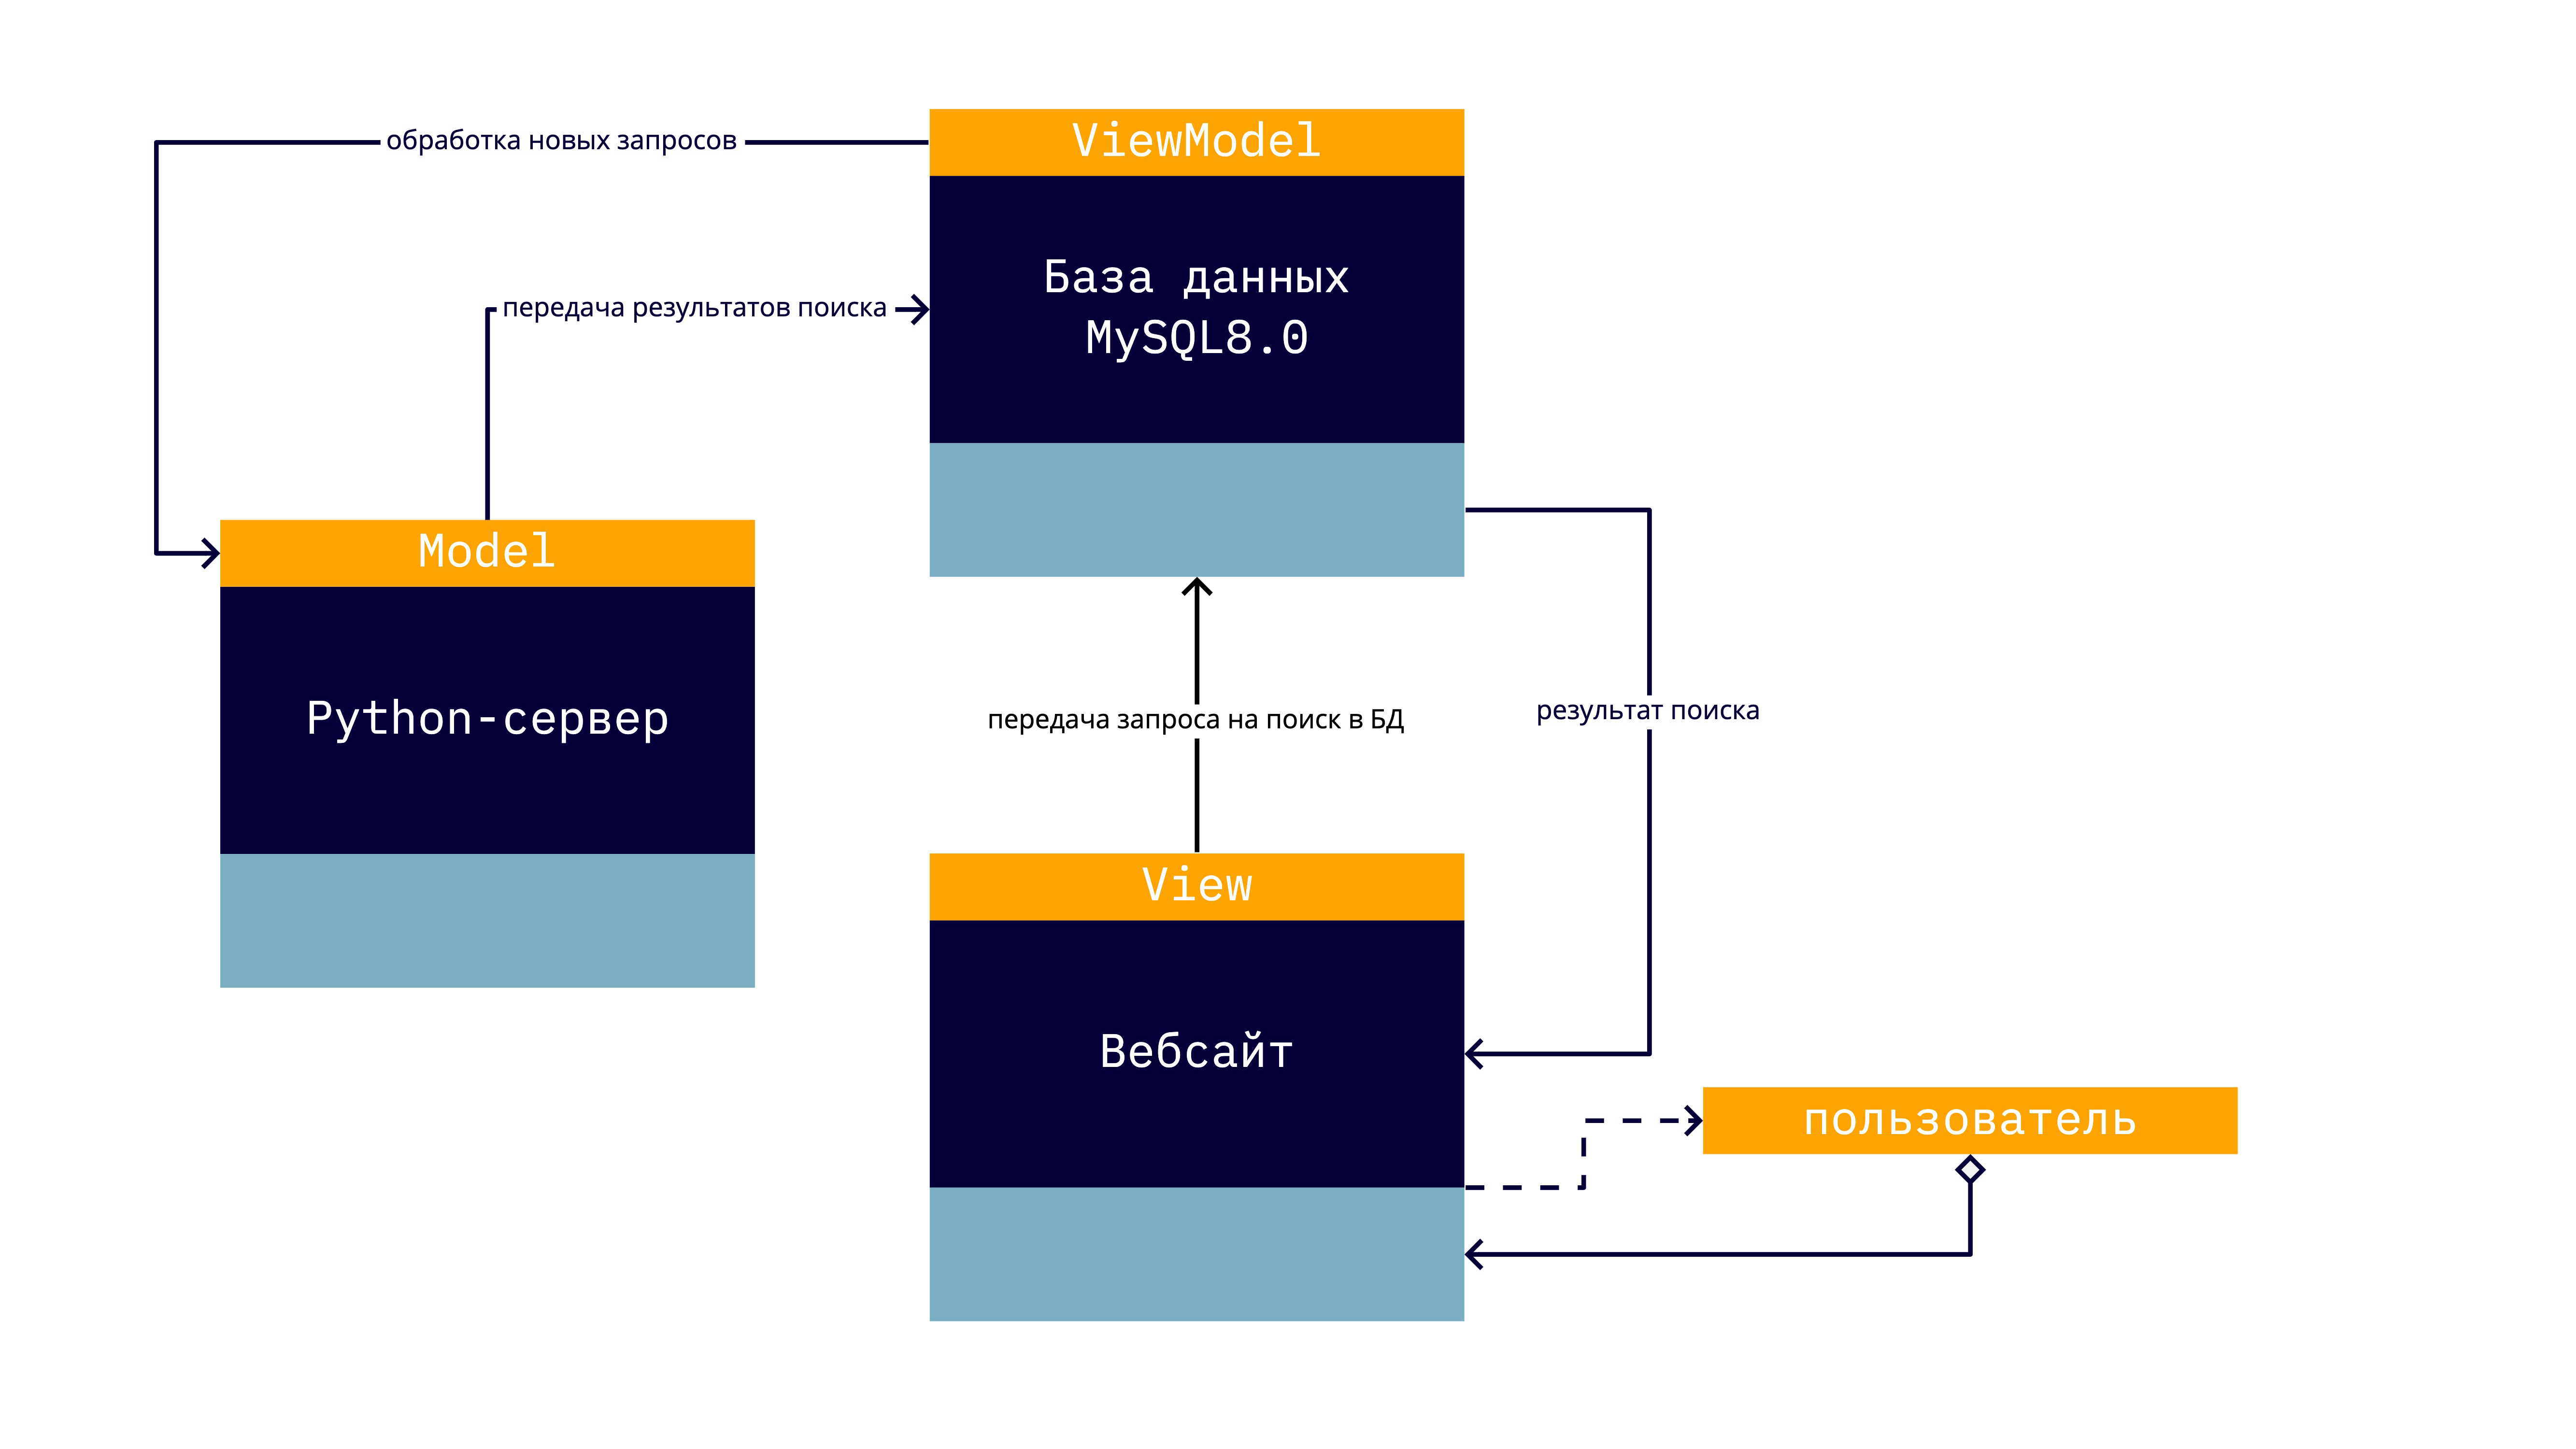 обработка новых запросов
ViewModel
База данных
MySQL8.0
передача результатов поиска
Model
Python-сервер
передача запроса на поиск в БД
результат поиска
View
Вебсайт
пользователь